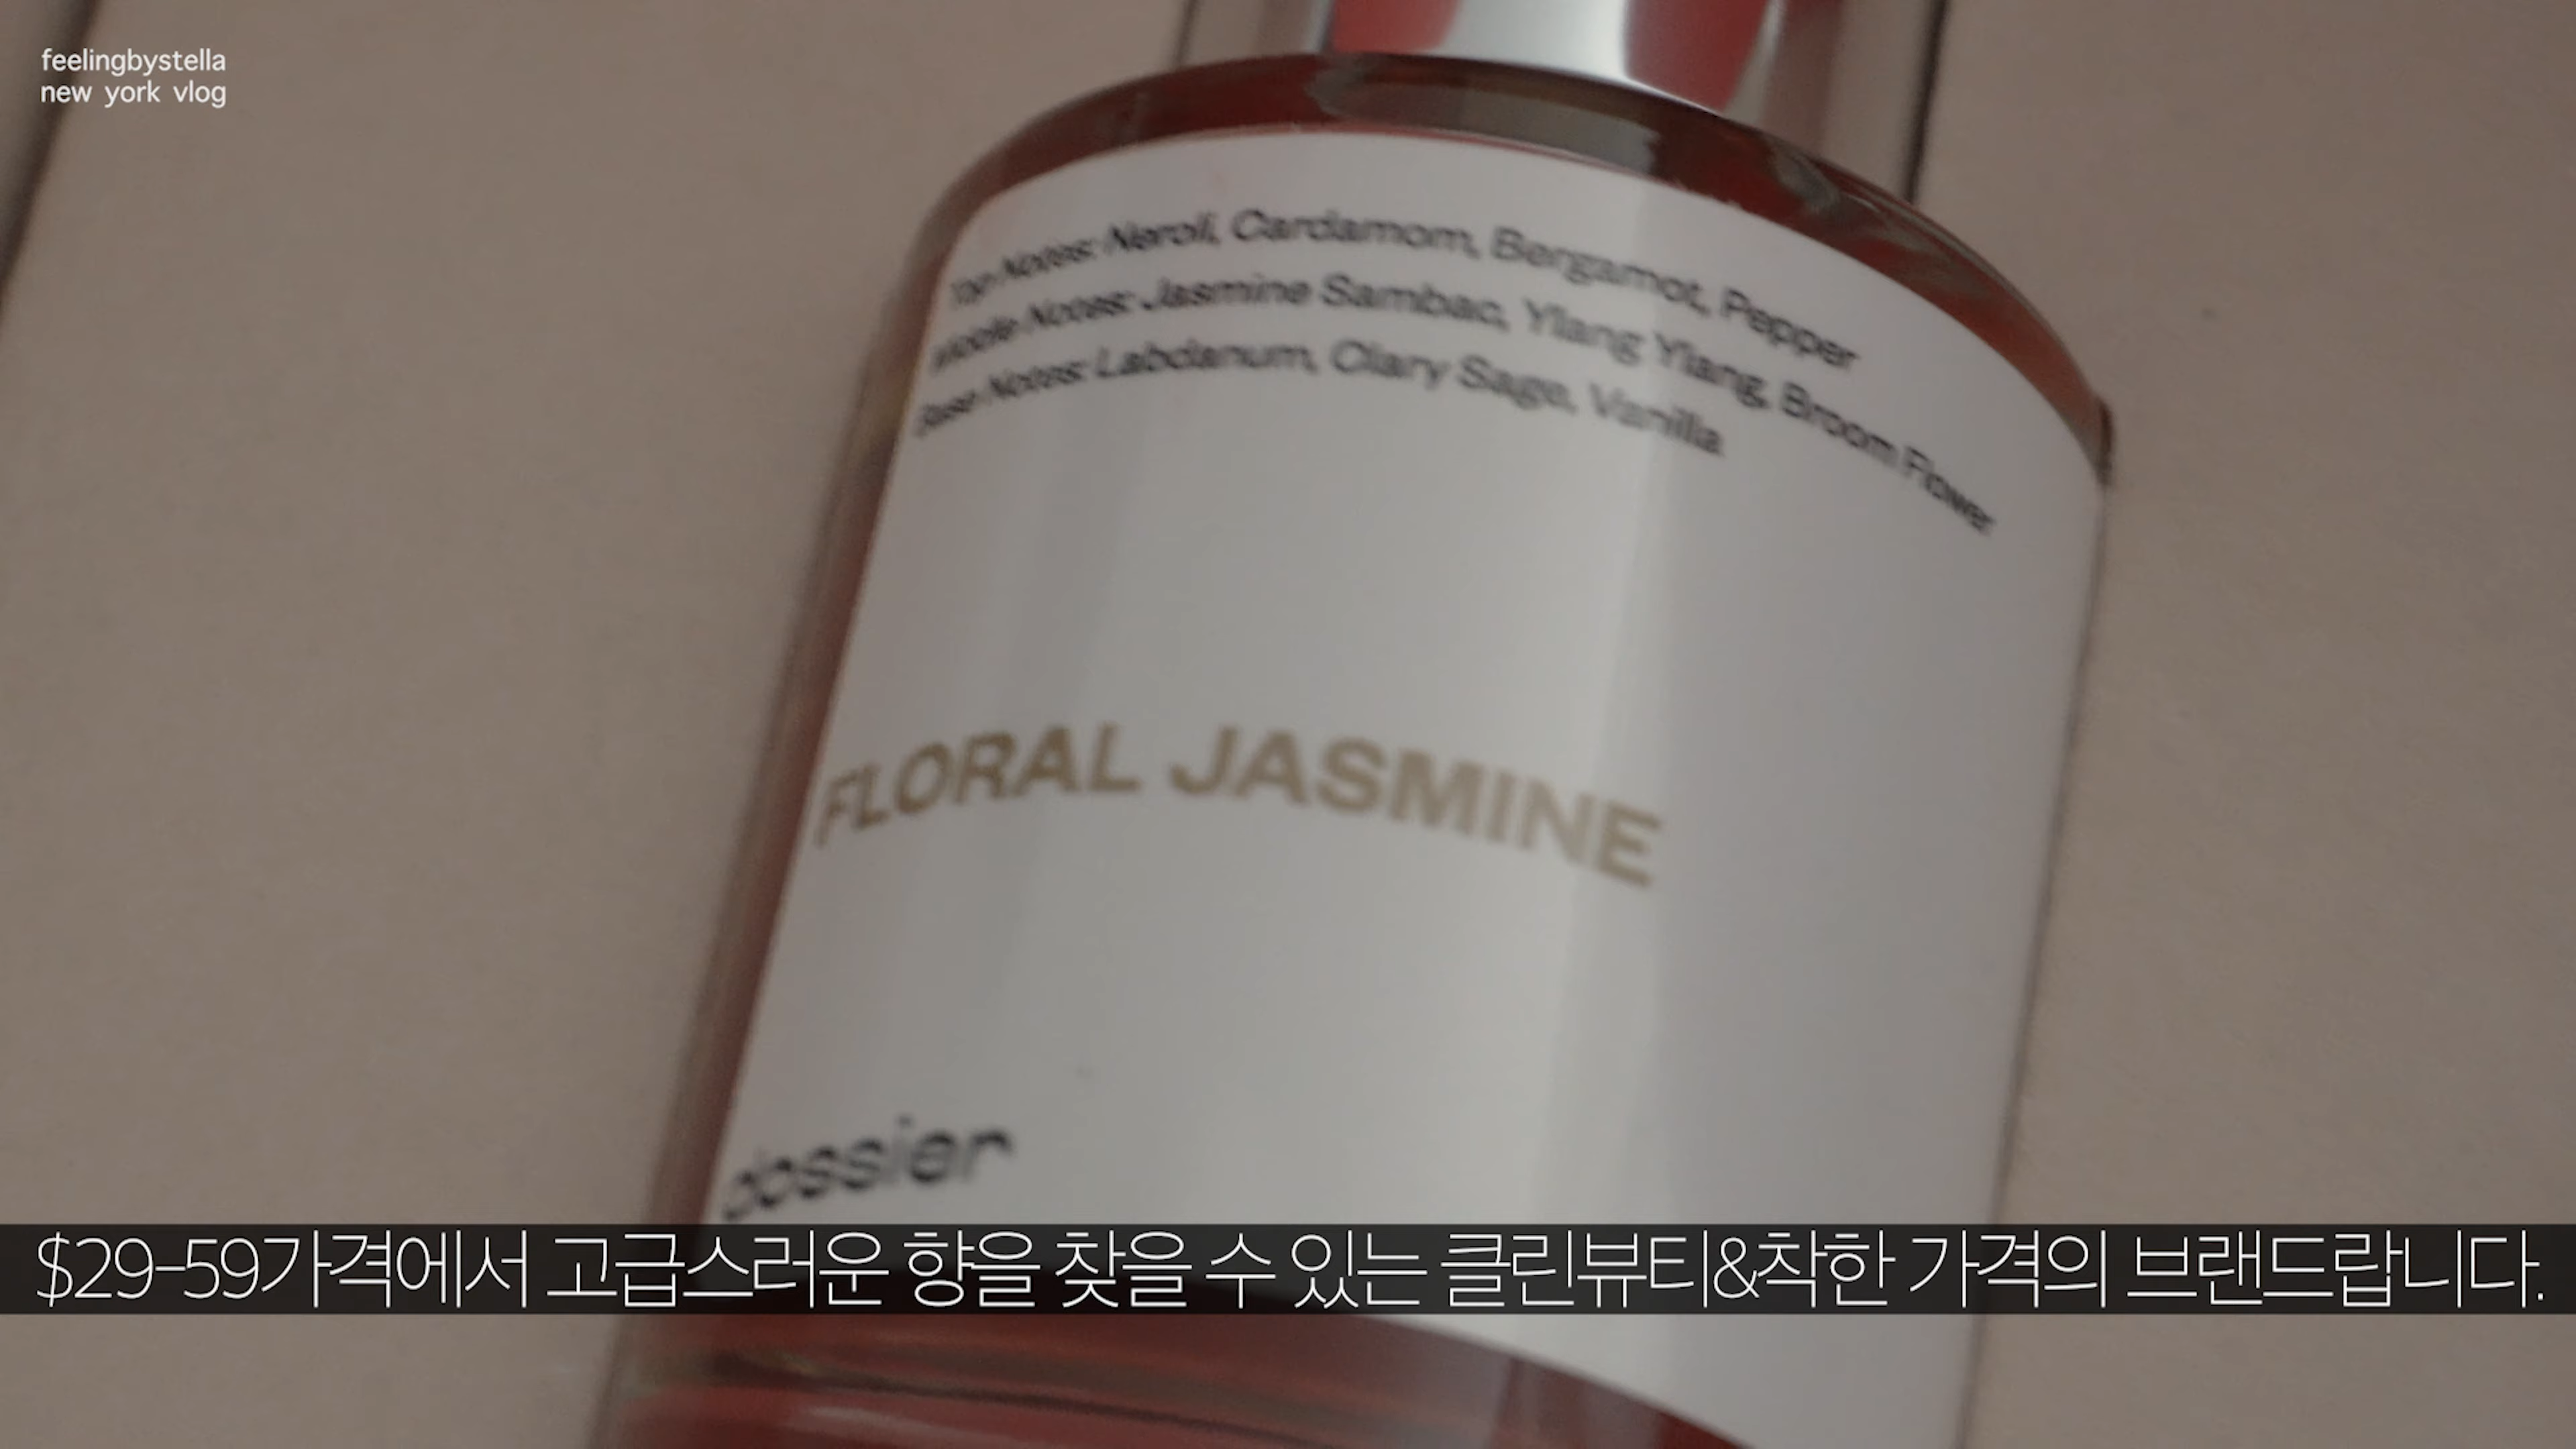 feelingbystella
new york vlog
Top Notes: Neroli, Cardamom, Bergamot, Pepper
Middle Notes: Jasmine Sambac, Ylang Ylang, Broom Flower
Base Notes: Labdanum, Clary Sage, Vanilla
FLORAL JASMINE
dossier
$29-59가격에서 고급스러운 향을 찾을 수 있는 클린뷰티&착한 가격의 브랜드랍니다.